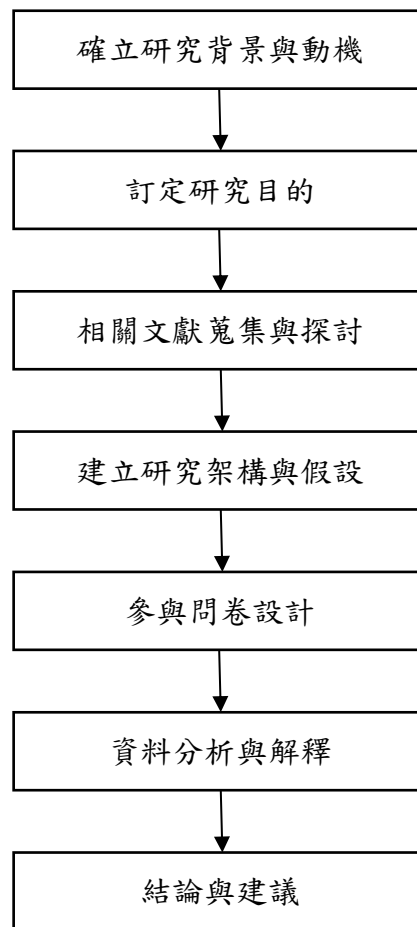 確立研究背景與動機
訂定研究目的
相關文獻蒐集與探討
建立研究架構與假設
參與問卷設計
資料分析與解釋
結論與建議